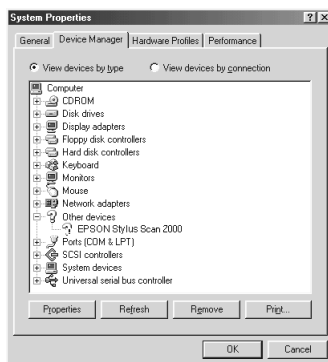 System Properties
General Device Manager Hardware Profiles Performance
View devices by type View devices by connection
Computer
CDROM
Disk drives
Display adapters
Floppy disk controllers
Hard disk controllers
Keyboard
Monitors
Mouse
Network adapters
Other devices
EPSON Stylus Scan 2000
Ports (COM & LPT)
SCSI controllers
System devices
Universal serial bus controller
Properties Refresh Remove Print...
OK Cancel